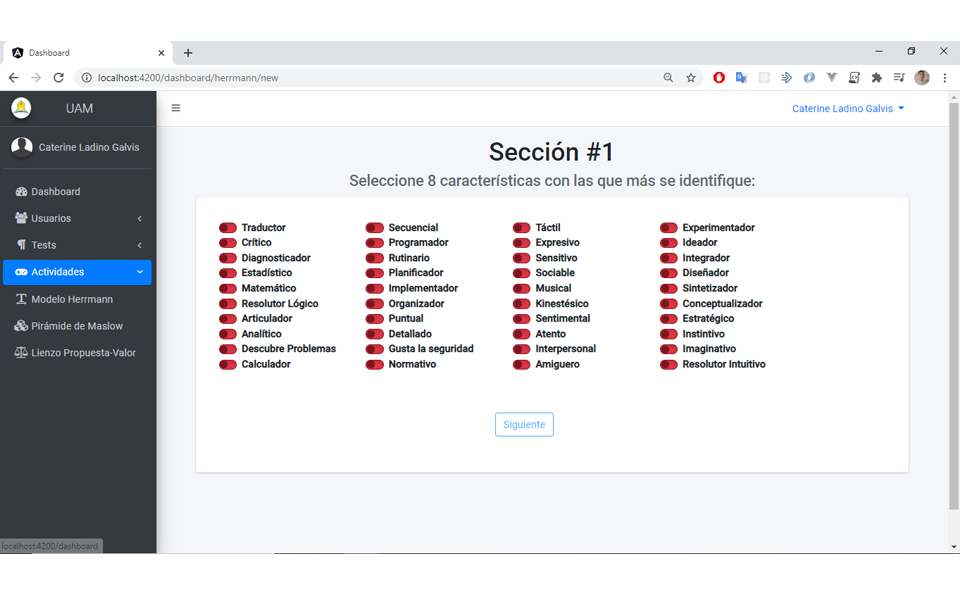 Dashboard
localhost:4200/dashboard/herrmann/new
UAM
Caterine Ladino Galvis
Caterine Ladino Galvis
Dashboard
Usuarios
Tests
Actividades
Modelo Herrmann
Pirámide de Maslow
Lienzo Propuesta-Valor
Sección #1
Seleccione 8 características con las que más se identifique:
Traductor Secuencial Táctil Experimentador
Crítico Programador Expresivo Ideador
Diagnosticador Rutinario Sensitivo Integrador
Estadístico Planificador Sociable Diseñador
Matemático Implementador Musical Sintetizador
Resolutor Lógico Organizador Kinestésico Conceptualizador
Articulador Puntual Sentimental Estratégico
Analítico Detallado Atento Instintivo
Descubre Problemas Gusta la seguridad Interpersonal Imaginativo
Calculador Normativo Amiguero Resolutor Intuitivo
Siguiente
localhost:4200/dashboard